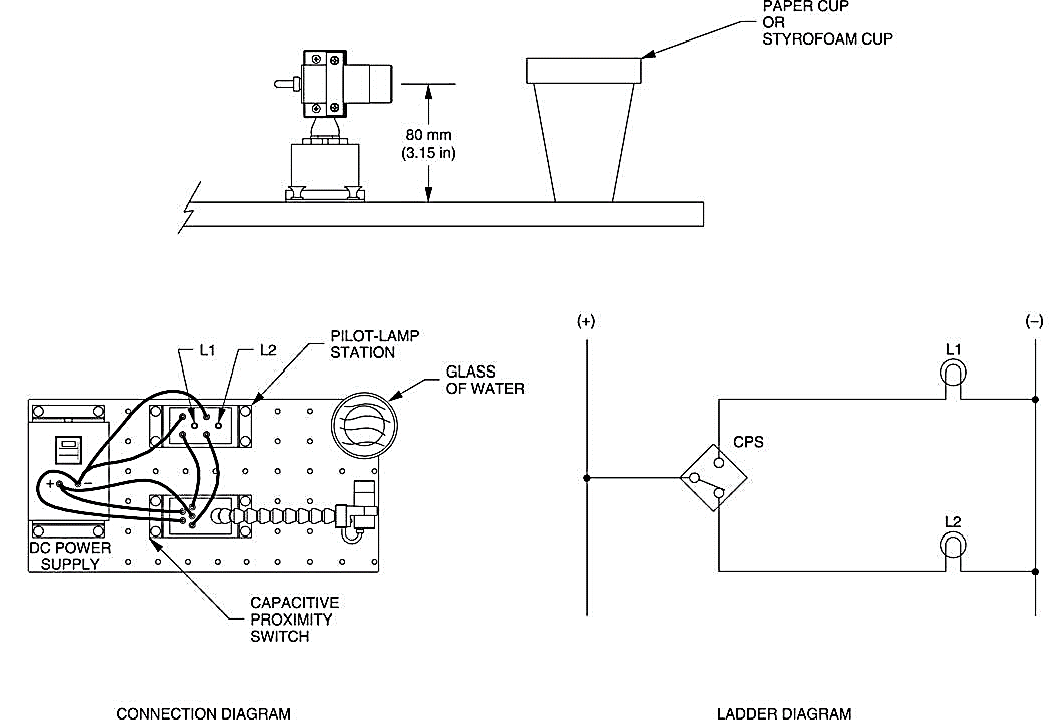 PAPER CUP
OR
STYROFOAM CUP
80 mm
(3.15 in)
L1
L2
PILOT-LAMP
STATION
GLASS
OF WATER
+
−
DC POWER
SUPPLY
CAPACITIVE
PROXIMITY
SWITCH
CONNECTION DIAGRAM
(+)
(−)
L1
CPS
L2
LADDER DIAGRAM